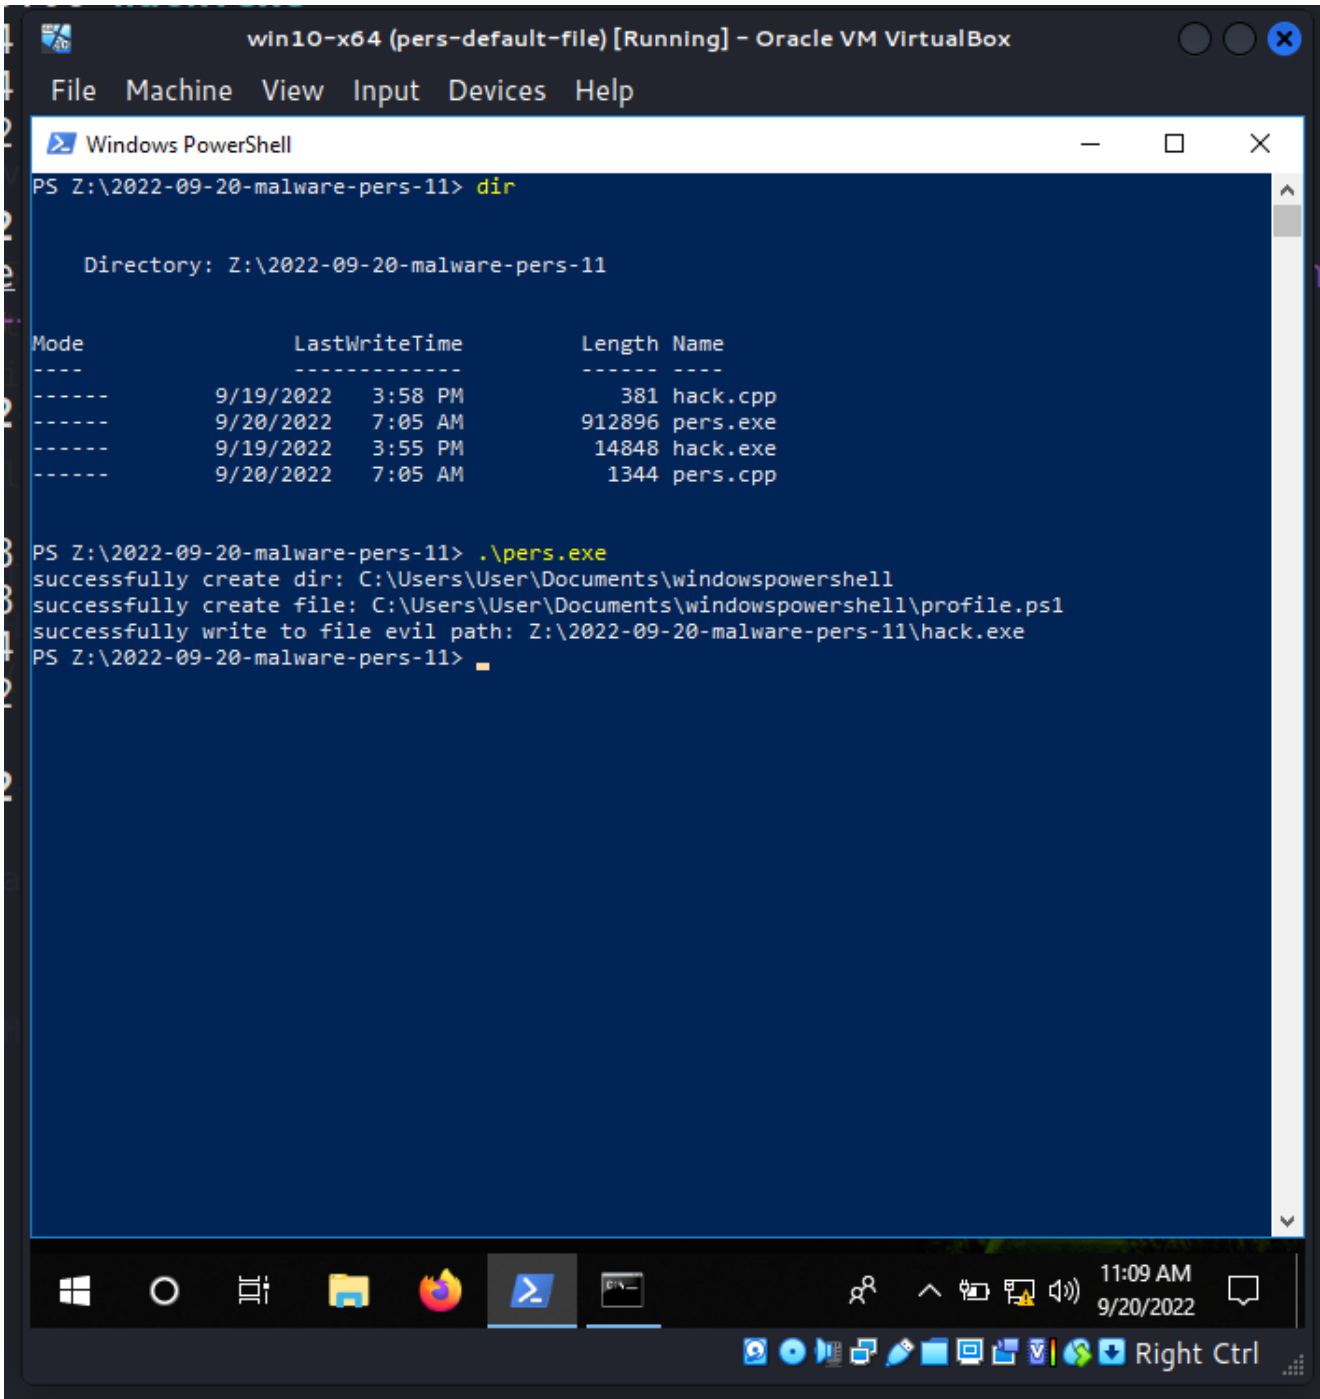 win10-x64 (pers-default-file) [Running] - Oracle VM VirtualBox
File Machine View Input Devices Help
Windows PowerShell
PS Z:\2022-09-20-malware-pers-11> dir
Directory: Z:\2022-09-20-malware-pers-11
Mode LastWriteTime Length Name
---- ------------- ------ ----
------ 9/19/2022 3:58 PM 381 hack.cpp
------ 9/20/2022 7:05 AM 912896 pers.exe
------ 9/19/2022 3:55 PM 14848 hack.exe
------ 9/20/2022 7:05 AM 1344 pers.cpp
PS Z:\2022-09-20-malware-pers-11> .\pers.exe
successfully create dir: C:\Users\User\Documents\windowspowershell
successfully create file: C:\Users\User\Documents\windowspowershell\profile.ps1
successfully write to file evil path: Z:\2022-09-20-malware-pers-11\hack.exe
PS Z:\2022-09-20-malware-pers-11>
11:09 AM
9/20/2022
Right Ctrl